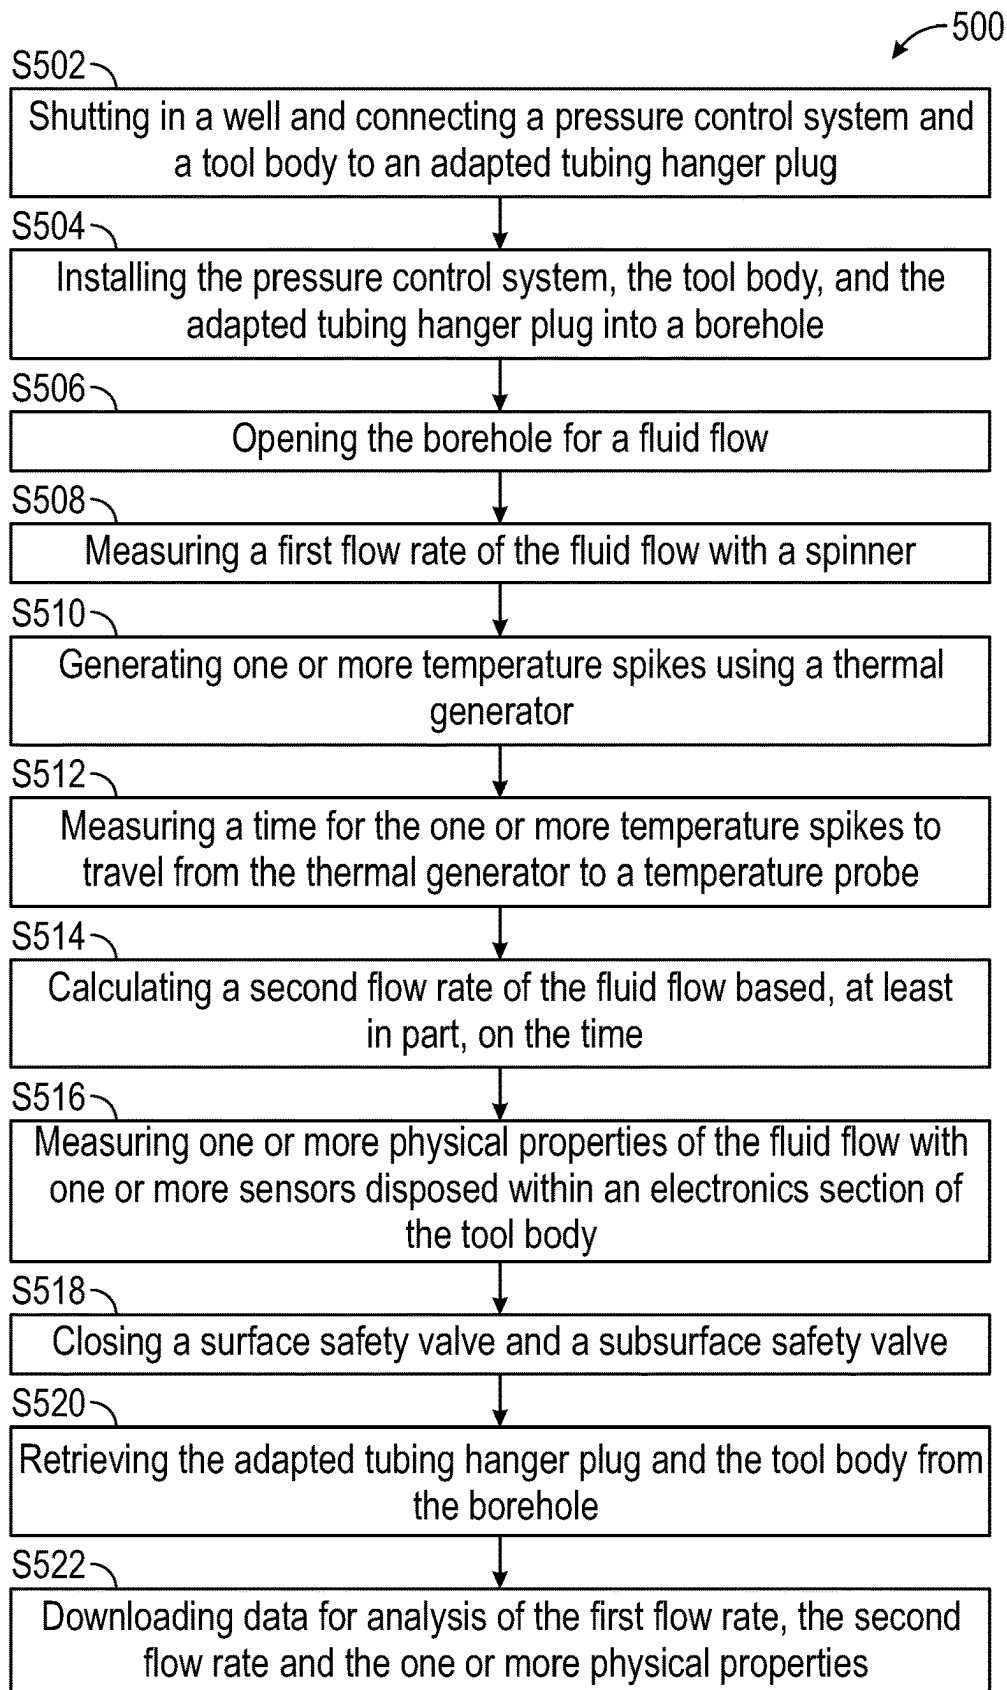 500
S502
Shutting in a well and connecting a pressure control system and
a tool body to an adapted tubing hanger plug
S504
Installing the pressure control system, the tool body, and the
adapted tubing hanger plug into a borehole
S506
Opening the borehole for a fluid flow
S508
Measuring a first flow rate of the fluid flow with a spinner
S510
Generating one or more temperature spikes using a thermal
generator
S512
Measuring a time for the one or more temperature spikes to
travel from the thermal generator to a temperature probe
S514
Calculating a second flow rate of the fluid flow based, at least
in part, on the time
S516
Measuring one or more physical properties of the fluid flow with
one or more sensors disposed within an electronics section of
the tool body
S518
Closing a surface safety valve and a subsurface safety valve
S520
Retrieving the adapted tubing hanger plug and the tool body from
the borehole
S522
Downloading data for analysis of the first flow rate, the second
flow rate and the one or more physical properties